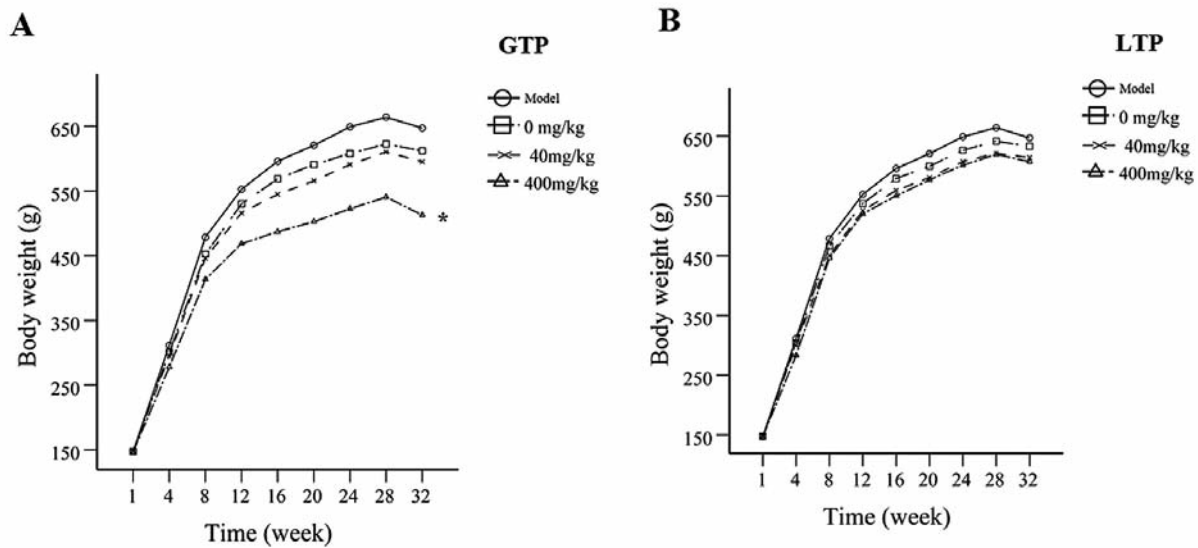 A
GTP
Model
0 mg/kg
40mg/kg
400mg/kg
Body weight (g)
650
550
450
350
250
150
*
1 4 8 12 16 20 24 28 32
Time (week)
B
LTP
Model
0 mg/kg
40mg/kg
400mg/kg
Body weight (g)
650
550
450
350
250
150
1 4 8 12 16 20 24 28 32
Time (week)